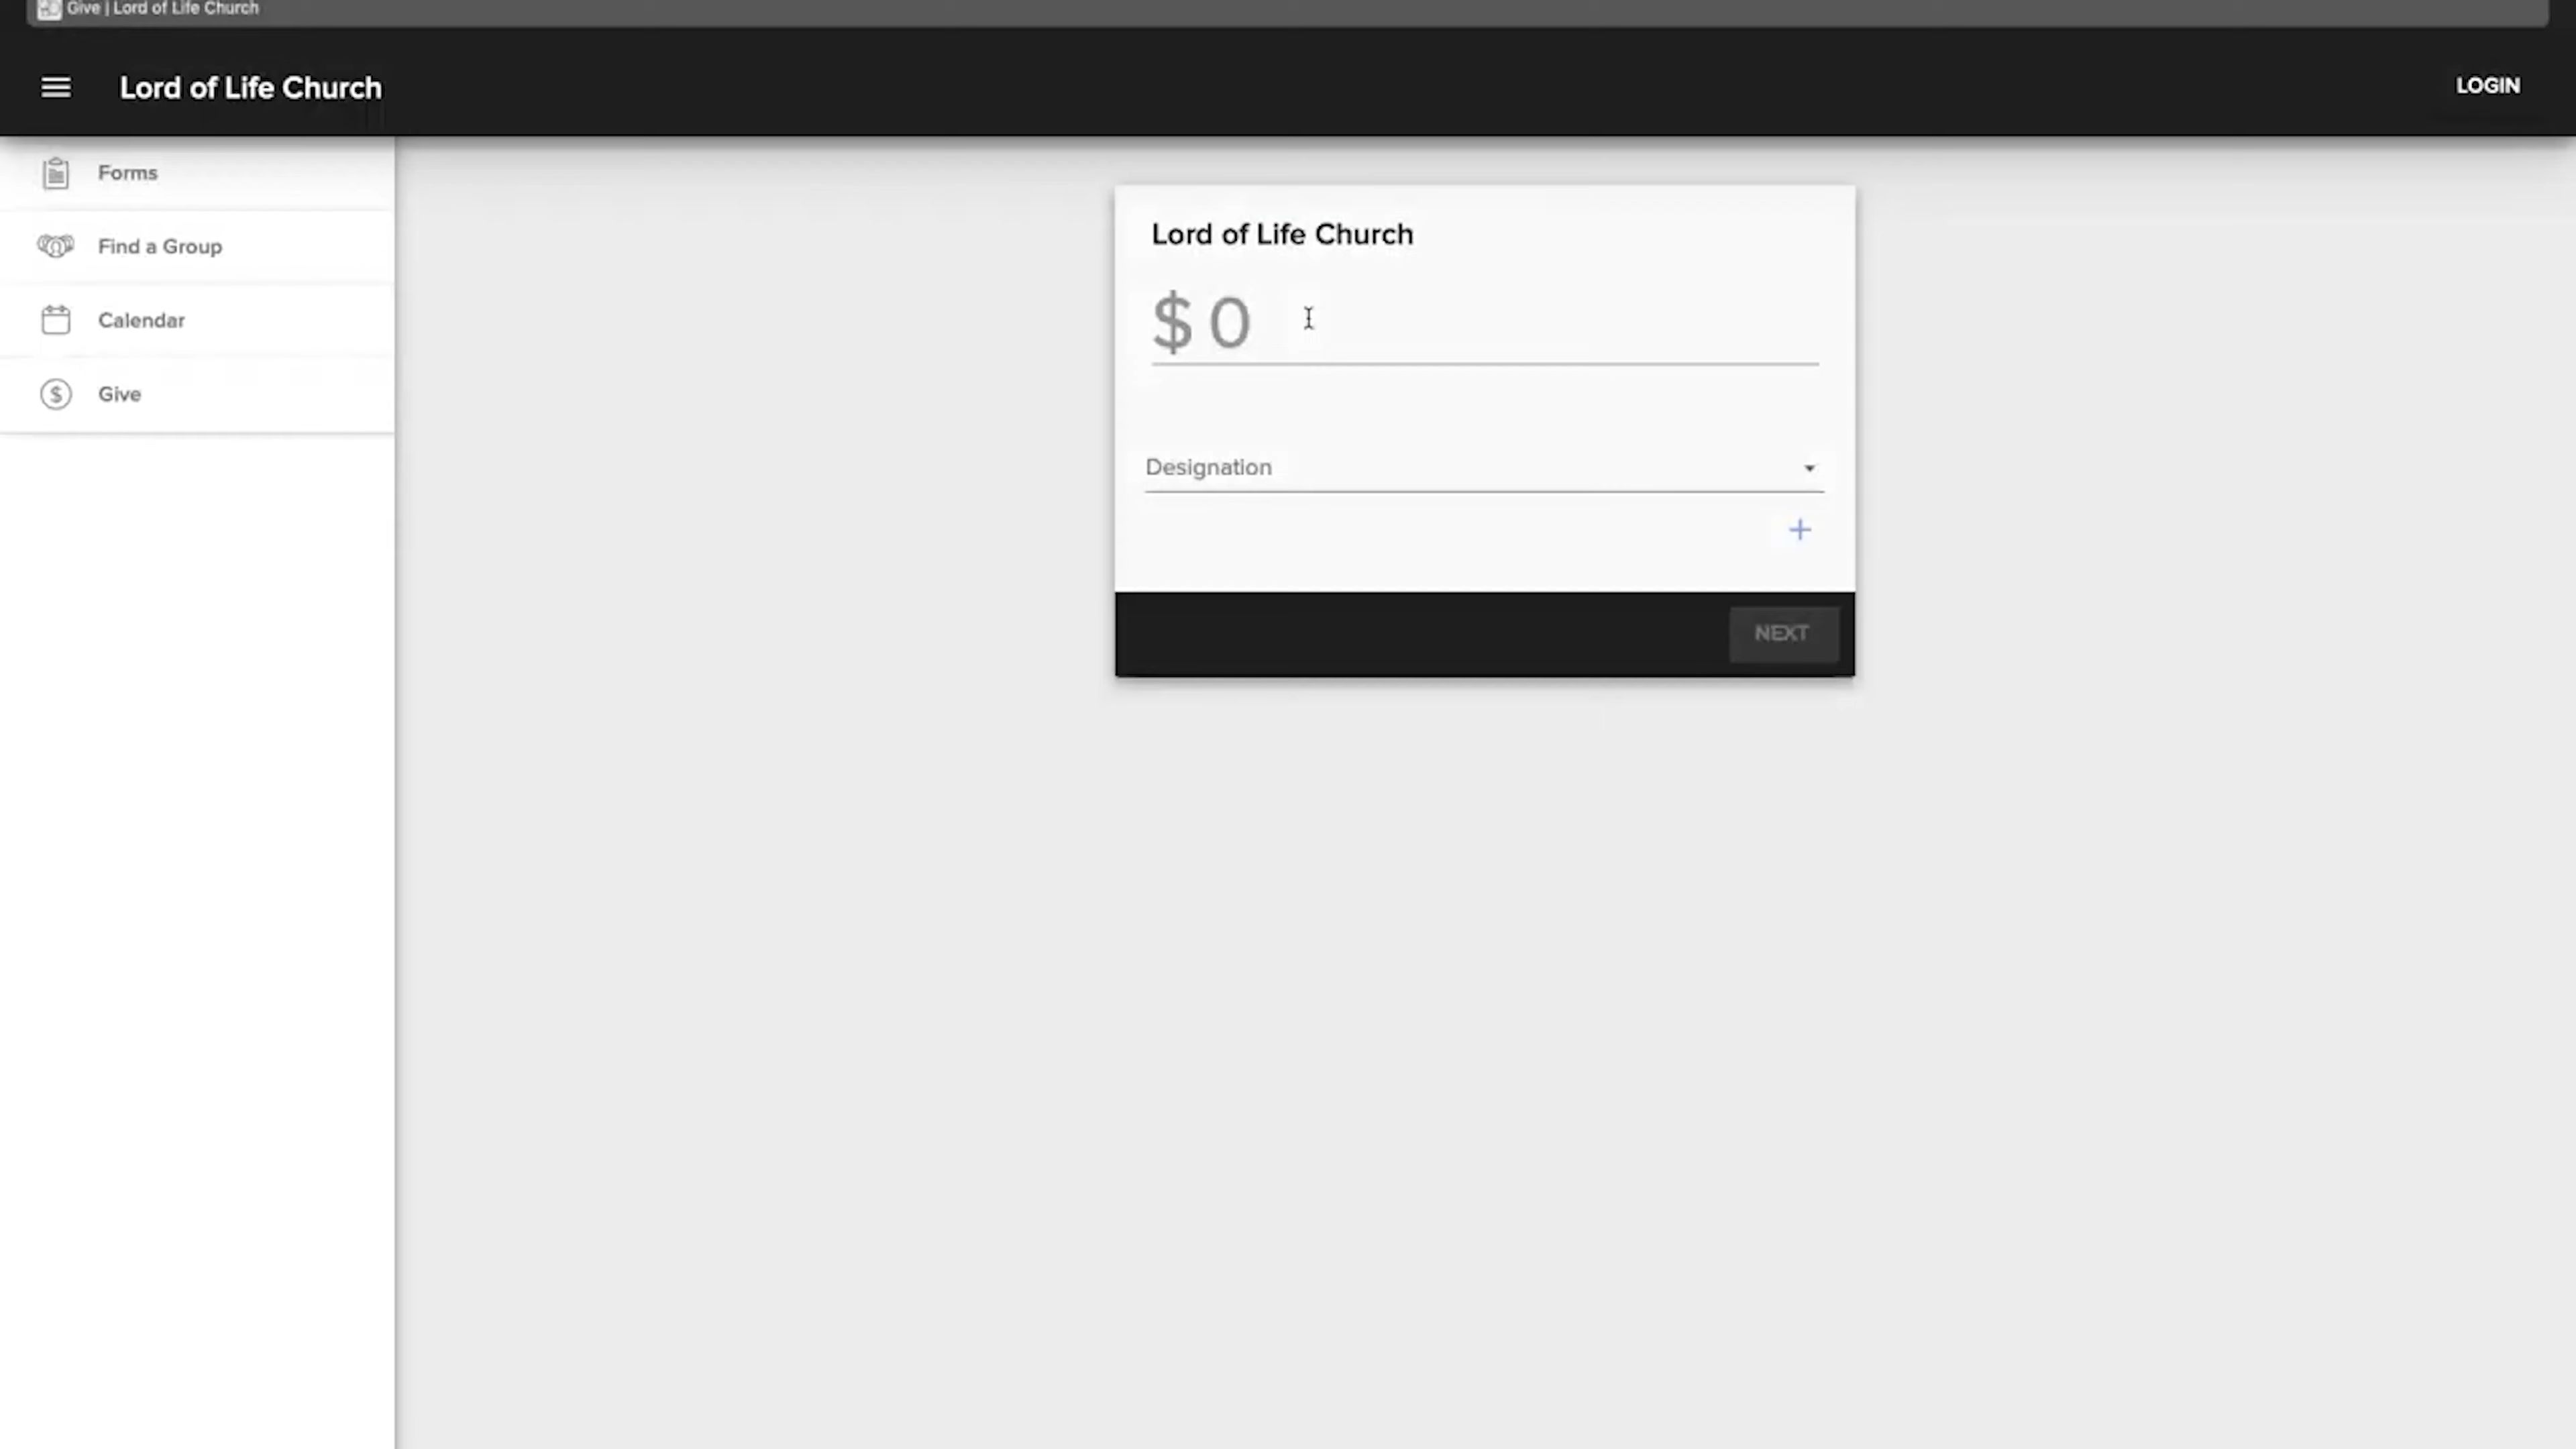 Give | Lord of Life Church
Lord of Life Church
LOGIN
Forms
Find a Group
Calendar
Give
Lord of Life Church
$ 0
Designation
+
NEXT